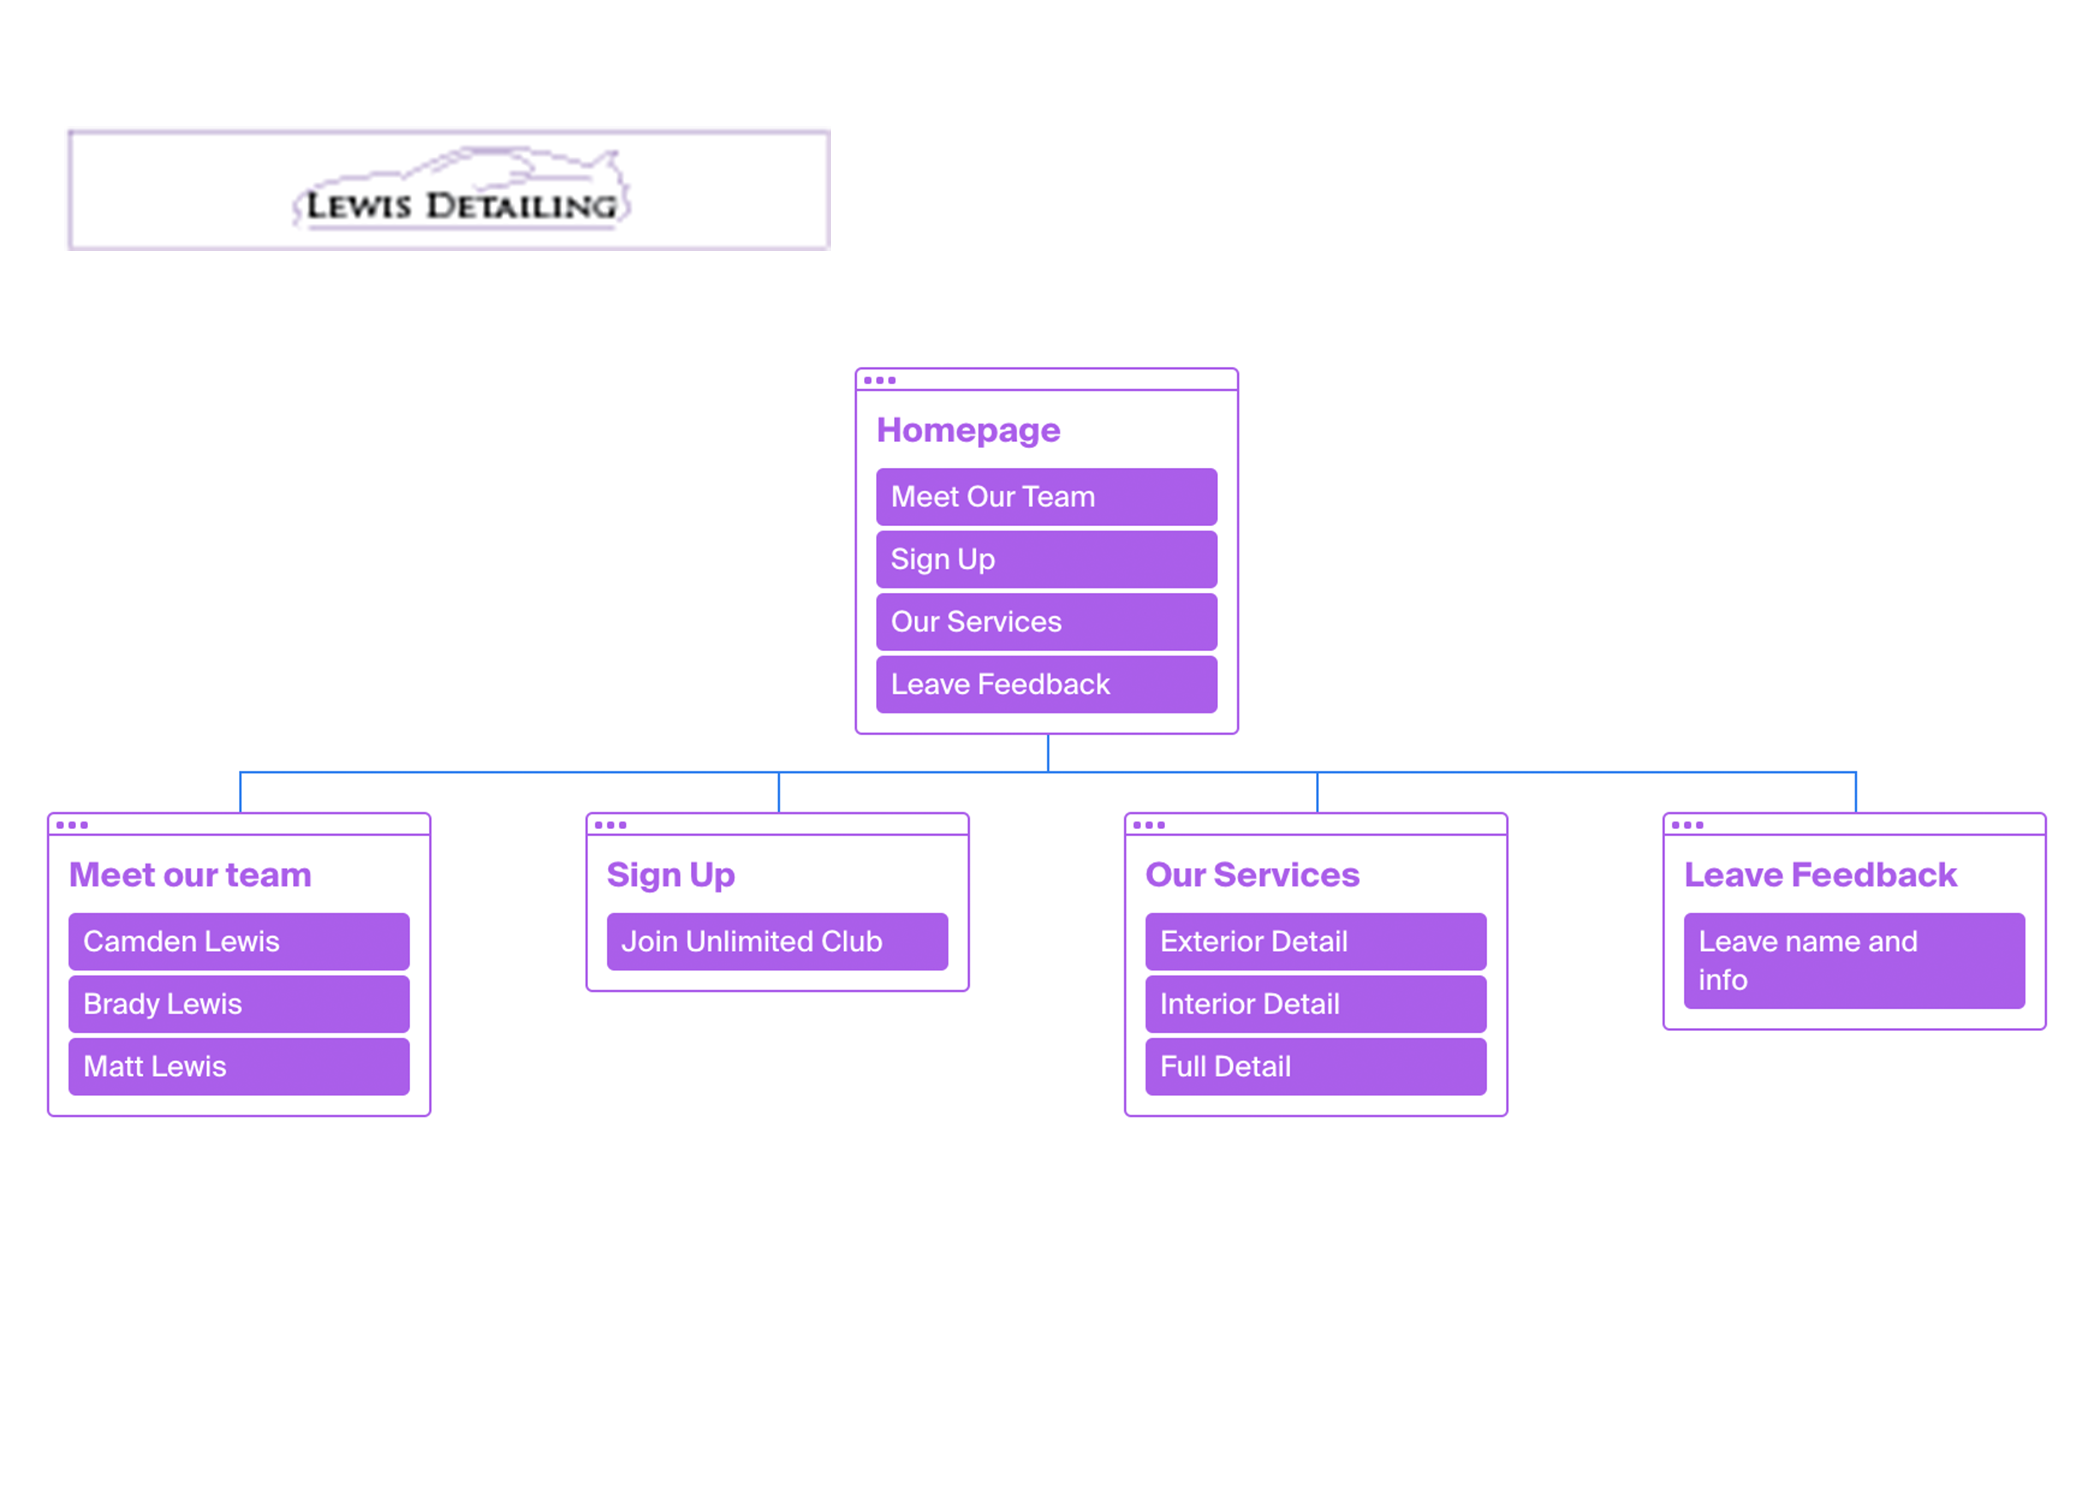 LEWIS DETAILING
Homepage
Meet Our Team
Sign Up
Our Services
Leave Feedback
Meet our team
Camden Lewis
Brady Lewis
Matt Lewis
Sign Up
Join Unlimited Club
Our Services
Exterior Detail
Interior Detail
Full Detail
Leave Feedback
Leave name and
info